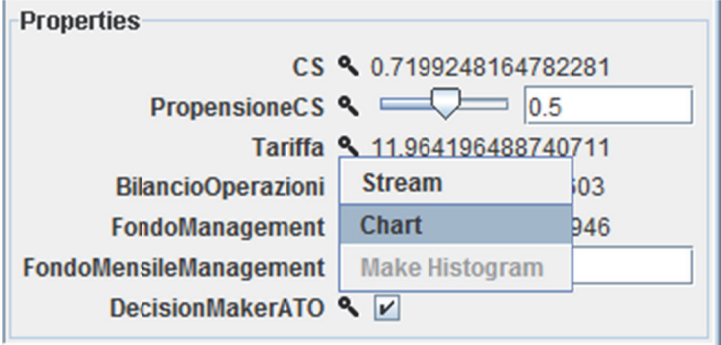 Properties
CS 0.7199248164782281
PropensioneCS 0.5
Tariffa 11.964196488740711
BilancioOperazioni Stream 603
FondoManagement Chart 946
FondoMensileManagement Make Histogram
DecisionMakerATO